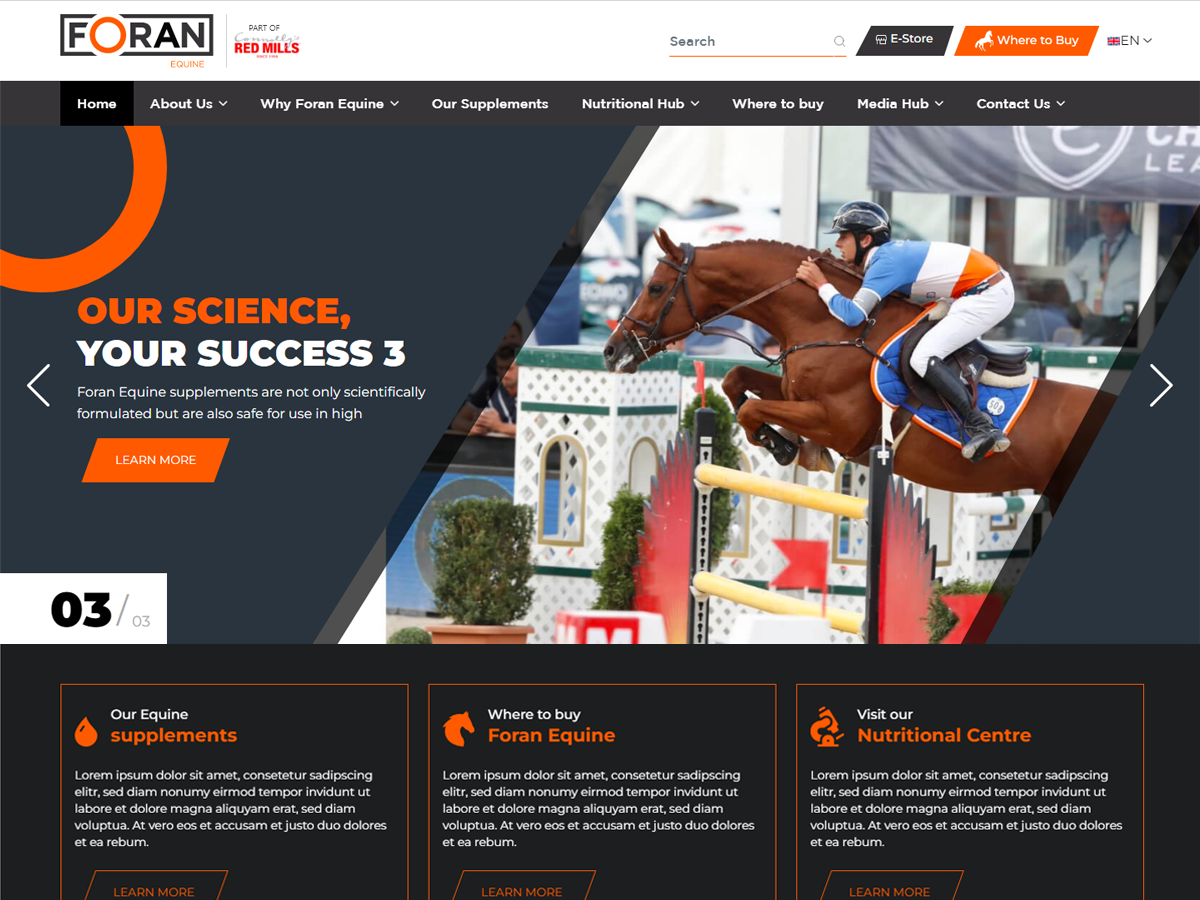 FORAN
EQUINE
PART OF
Connolly's
RED MILLS
SINCE 1908
Search
E-Store
Where to Buy
EN
Home
About Us
Why Foran Equine
Our Supplements
Nutritional Hub
Where to buy
Media Hub
Contact Us
OUR SCIENCE,
YOUR SUCCESS 3
Foran Equine supplements are not only scientifically
formulated but are also safe for use in high
LEARN MORE
03/03
Our Equine
supplements
Lorem ipsum dolor sit amet, consetetur sadipscing
elitr, sed diam nonumy eirmod tempor invidunt ut
labore et dolore magna aliquyam erat, sed diam
voluptua. At vero eos et accusam et justo duo dolores
et ea rebum.
LEARN MORE
Where to buy
Foran Equine
Lorem ipsum dolor sit amet, consetetur sadipscing
elitr, sed diam nonumy eirmod tempor invidunt ut
labore et dolore magna aliquyam erat, sed diam
voluptua. At vero eos et accusam et justo duo dolores
et ea rebum.
LEARN MORE
Visit our
Nutritional Centre
Lorem ipsum dolor sit amet, consetetur sadipscing
elitr, sed diam nonumy eirmod tempor invidunt ut
labore et dolore magna aliquyam erat, sed diam
voluptua. At vero eos et accusam et justo duo dolores
et ea rebum.
LEARN MORE